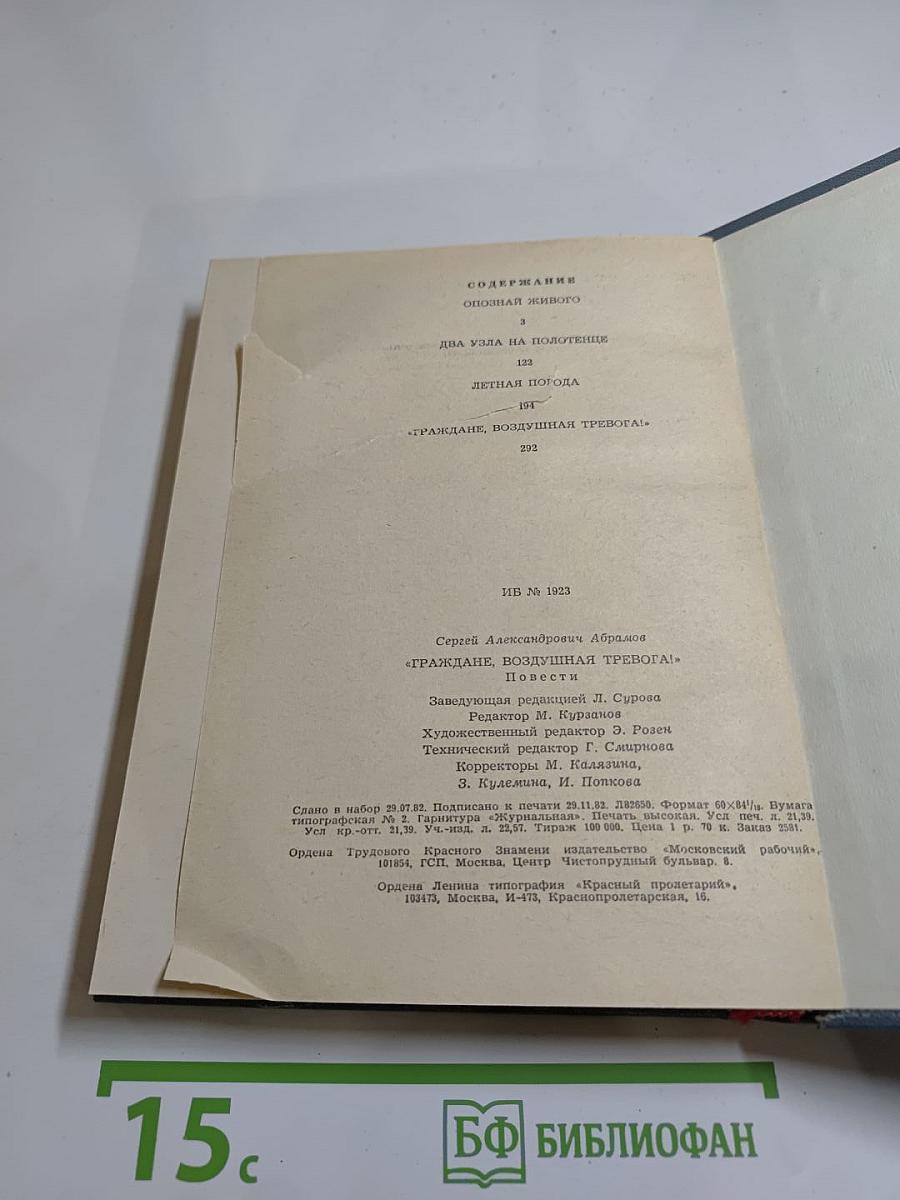 СОДЕРЖАНИЕ
ОПОЗНАЙ ЖИВОГО
3
ДВА УЗЛА НА ПОЛОТЕНЦЕ
122
ЛЕТНАЯ ПОГОДА
194
«ГРАЖДАНЕ, ВОЗДУШНАЯ ТРЕВОГА!»
292
ИБ № 1923
Сергей Александрович Абрамов
«ГРАЖДАНЕ, ВОЗДУШНАЯ ТРЕВОГА!»
Повести
Заведующая редакцией Л. Сурова
Редактор М. Курзанов
Художественный редактор Э. Розен
Технический редактор Г. Смирнова
Корректоры М. Калязина,
З. Кулемина, И. Попкова
Сдано в набор 29.07.82. Подписано к печати 29.11.82. Л82650. Формат 60×84¹/₁₆. Бумага
типографская № 2. Гарнитура «Журнальная». Печать высокая. Усл печ. л. 21,39.
Усл кр.-отт. 21,39. Уч.-изд. л. 22,57. Тираж 100 000. Цена 1 р. 70 к. Заказ 2581.
Ордена Трудового Красного Знамени издательство «Московский рабочий»,
101854, ГСП, Москва, Центр Чистопрудный бульвар. 8.
Ордена Ленина типография «Красный пролетарий»,
103473, Москва, И-473, Краснопролетарская, 16.
15 с
БФ БИБЛИОФАН